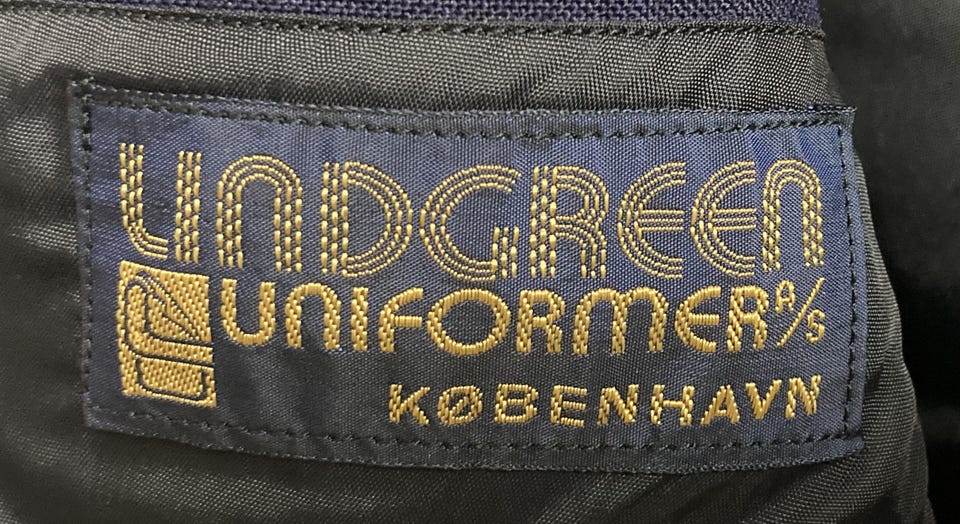 LINDGREEN
UNIFORMER A/S
KØBENHAVN